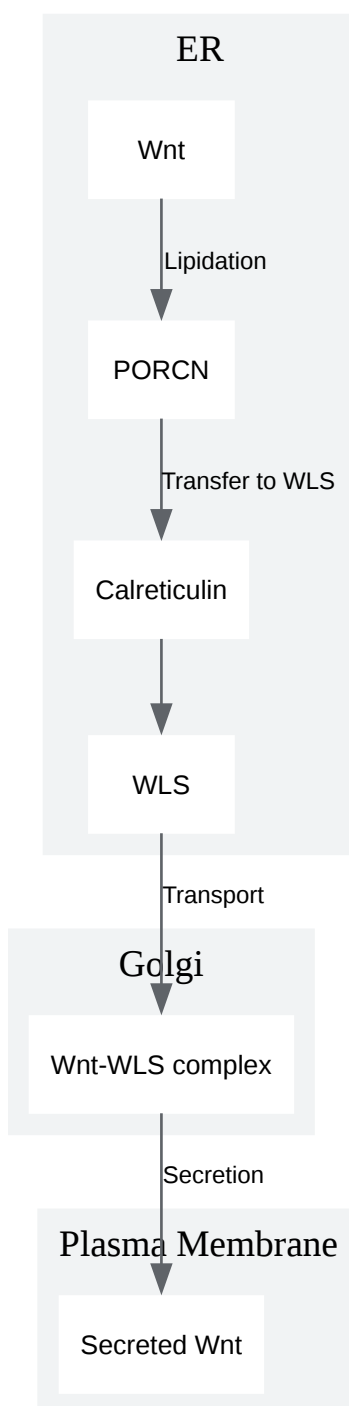 ER
Wnt
Lipidation
PORCN
Transfer to WLS
Calreticulin
WLS
Transport
Golgi
Wnt-WLS complex
Secretion
Plasma Membrane
Secreted Wnt